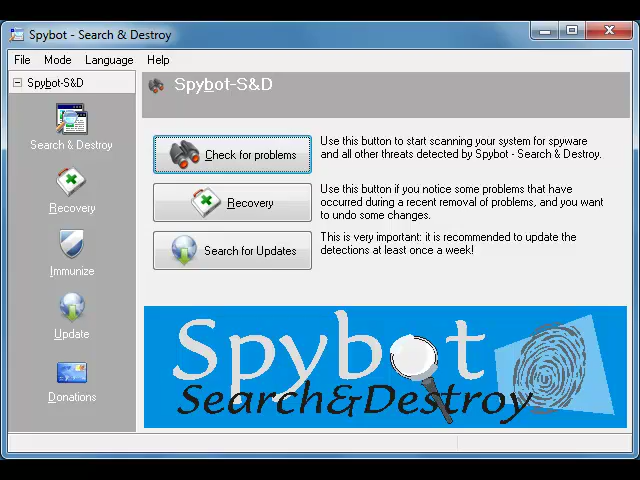 Spybot - Search & Destroy
File Mode Language Help
Spybot-S&D
Search & Destroy
Recovery
Immunize
Update
Donations
Spybot-S&D
Check for problems
Use this button to start scanning your system for spyware
and all other threats detected by Spybot - Search & Destroy.
Recovery
Use this button if you notice some problems that have
occurred during a recent removal of problems, and you want
to undo some changes.
Search for Updates
This is very important: it is recommended to update the
detections at least once a week!
Spybot
Search&Destroy